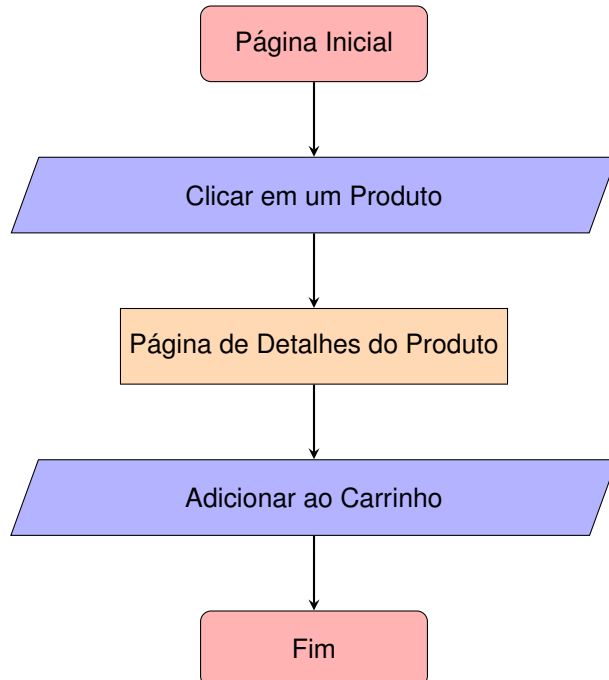 Página Inicial
Clicar em um Produto
Página de Detalhes do Produto
Adicionar ao Carrinho
Fim